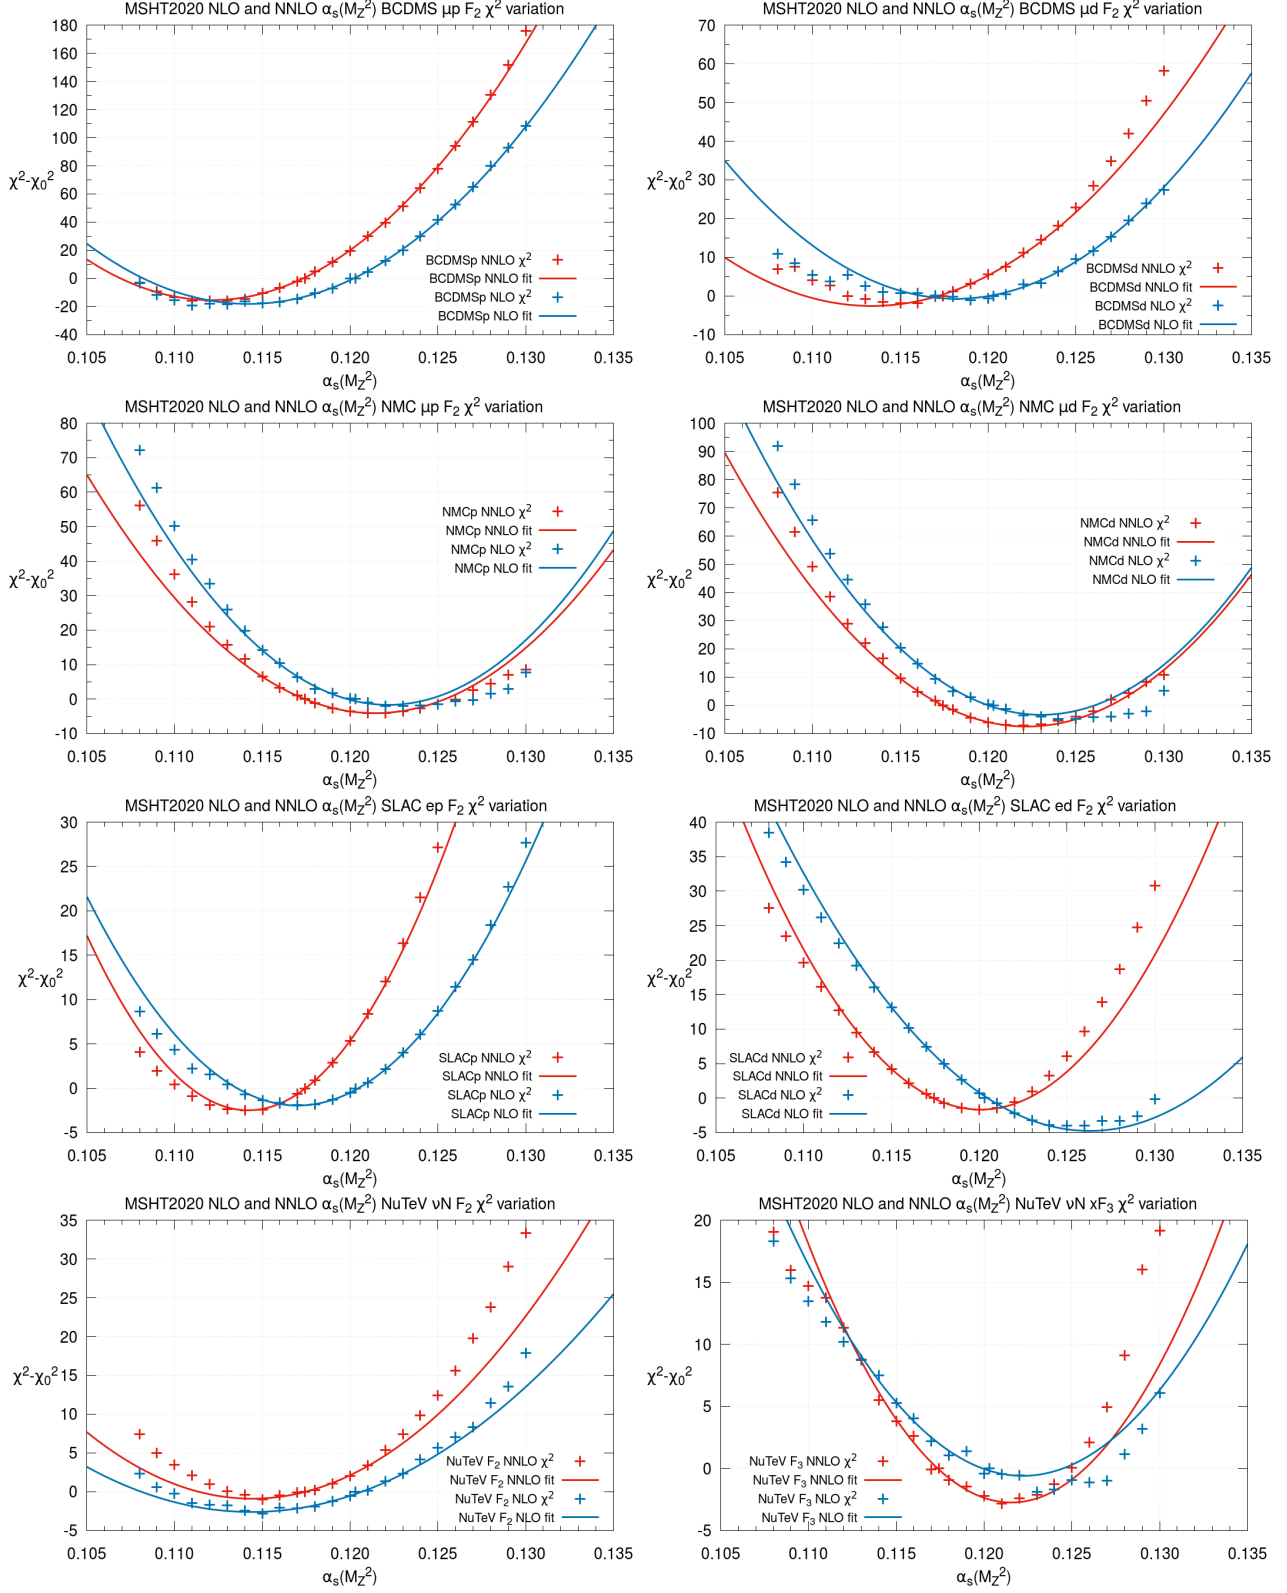 MSHT2020 NLO and NNLO αs(MZ²) BCDMS μp F₂ χ² variation
180
160
140
120
100
80
60
40
20
0
-20
-40
χ²-χ₀²
BCDMSp NNLO χ²
BCDMSp NNLO fit
BCDMSp NLO χ²
BCDMSp NLO fit
0.105 0.110 0.115 0.120 0.125 0.130 0.135
αs(MZ²)
MSHT2020 NLO and NNLO αs(MZ²) BCDMS μd F₂ χ² variation
70
60
50
40
30
20
10
0
-10
χ²-χ₀²
BCDMSd NNLO χ²
BCDMSd NNLO fit
BCDMSd NLO χ²
BCDMSd NLO fit
0.105 0.110 0.115 0.120 0.125 0.130 0.135
αs(MZ²)
MSHT2020 NLO and NNLO αs(MZ²) NMC μp F₂ χ² variation
80
70
60
50
40
30
20
10
0
-10
χ²-χ₀²
NMCp NNLO χ²
NMCp NNLO fit
NMCp NLO χ²
NMCp NLO fit
0.105 0.110 0.115 0.120 0.125 0.130 0.135
αs(MZ²)
MSHT2020 NLO and NNLO αs(MZ²) NMC μd F₂ χ² variation
100
90
80
70
60
50
40
30
20
10
0
-10
χ²-χ₀²
NMCd NNLO χ²
NMCd NNLO fit
NMCd NLO χ²
NMCd NLO fit
0.105 0.110 0.115 0.120 0.125 0.130 0.135
αs(MZ²)
MSHT2020 NLO and NNLO αs(MZ²) SLAC ep F₂ χ² variation
30
25
20
15
10
5
0
-5
χ²-χ₀²
SLACp NNLO χ²
SLACp NNLO fit
SLACp NLO χ²
SLACp NLO fit
0.105 0.110 0.115 0.120 0.125 0.130 0.135
αs(MZ²)
MSHT2020 NLO and NNLO αs(MZ²) SLAC ed F₂ χ² variation
40
35
30
25
20
15
10
5
0
-5
χ²-χ₀²
SLACd NNLO χ²
SLACd NNLO fit
SLACd NLO χ²
SLACd NLO fit
0.105 0.110 0.115 0.120 0.125 0.130 0.135
αs(MZ²)
MSHT2020 NLO and NNLO αs(MZ²) NuTeV νN F₂ χ² variation
35
30
25
20
15
10
5
0
-5
χ²-χ₀²
NuTeV F₂ NNLO χ²
NuTeV F₂ NNLO fit
NuTeV F₂ NLO χ²
NuTeV F₂ NLO fit
0.105 0.110 0.115 0.120 0.125 0.130 0.135
αs(MZ²)
MSHT2020 NLO and NNLO αs(MZ²) NuTeV νN xF₃ χ² variation
20
15
10
5
0
-5
χ²-χ₀²
NuTeV F₃ NNLO χ²
NuTeV F₃ NNLO fit
NuTeV F₃ NLO χ²
NuTeV F₃ NLO fit
0.105 0.110 0.115 0.120 0.125 0.130 0.135
αs(MZ²)